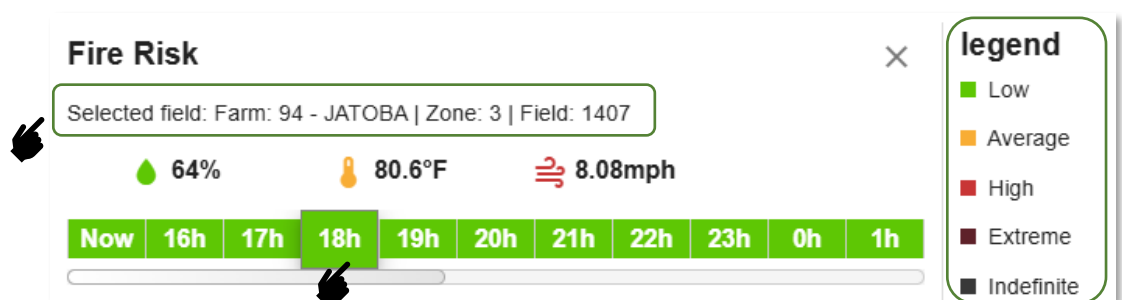 Fire Risk
Selected field: Farm: 94 - JATOBA | Zone: 3 | Field: 1407
64% 80.6°F 8.08mph
Now 16h 17h 18h 19h 20h 21h 22h 23h 0h 1h
legend
Low
Average
High
Extreme
Indefinite